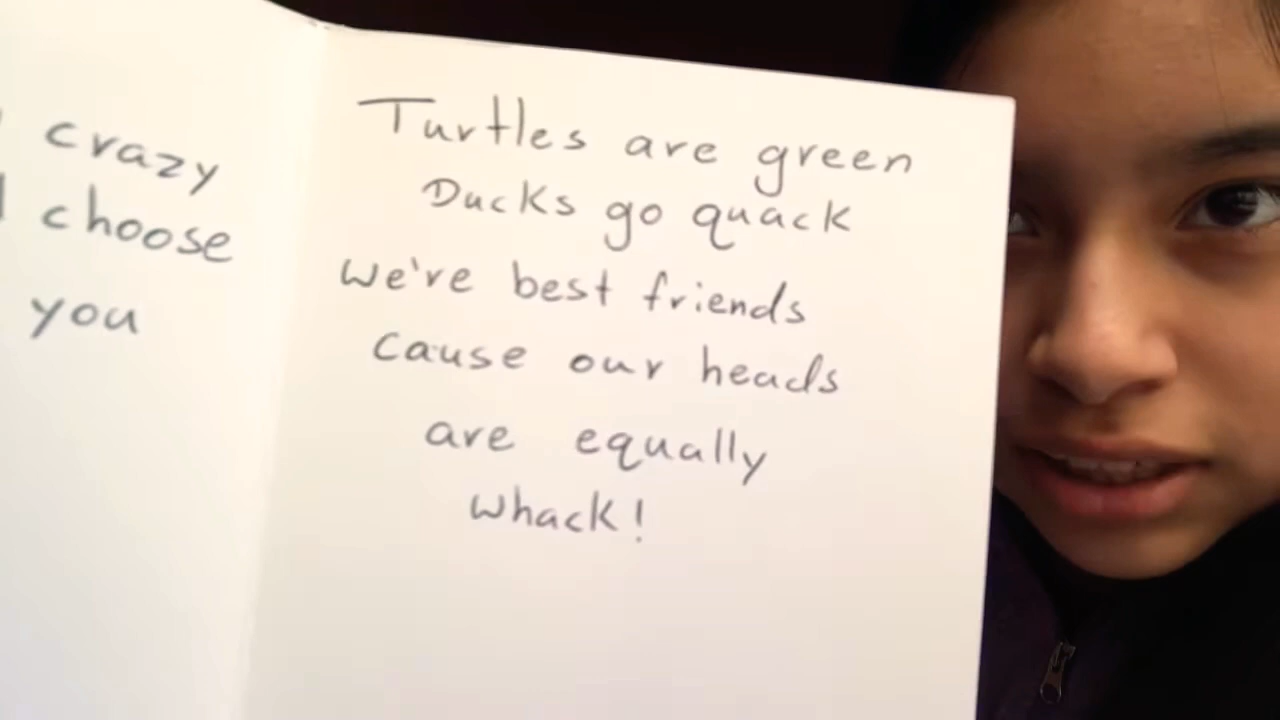 crazy
choose
you
Turtles are green
Ducks go quack
we're best friends
cause our heads
are equally
whack!